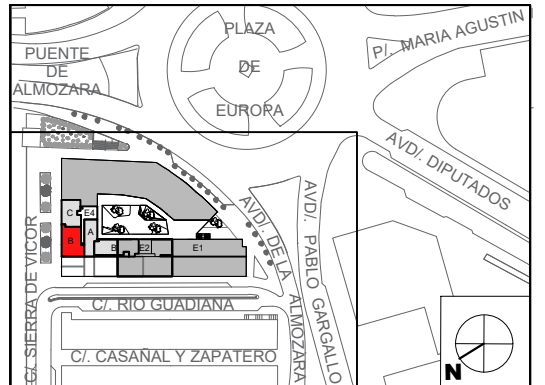 PLAZA
DE
EUROPA
P/. MARIA AGUSTIN
PUENTE
DE
ALMOZARA
AVD/. DIPUTADOS
C
E4
A
B
B
E2
E1
AVD/. DE LA ALMOZARA
AVD/. PABLO GARGALLO
C/. SIERRA DE VICOR
C/. RIO GUADIANA
C/. CASAÑAL Y ZAPATERO
N